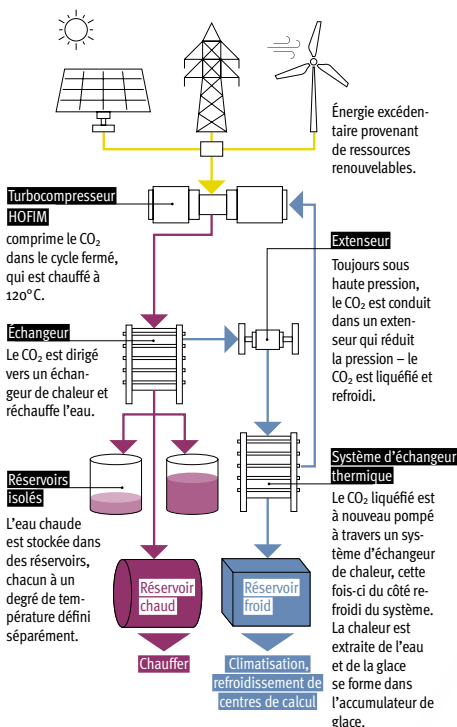 Énergie excéden-
taire provenant
de ressources
renouvelables.
Turbocompresseur
HOFIM
comprime le CO₂
dans le cycle fermé,
qui est chauffé à
120°C.
Extenseur
Toujours sous
haute pression,
le CO₂ est conduit
dans un exten-
seur qui réduit
la pression – le
CO₂ est liquéfié et
refroidi.
Échangeur
Le CO₂ est dirigé
vers un échan-
geur de chaleur et
réchauffe l’eau.
Réservoirs
isolés
L’eau chaude
est stockée dans
des réservoirs,
chacun à un
degré de tem-
pérature défini
séparément.
Système d’échangeur
thermique
Le CO₂ liquéfié est
à nouveau pompé
à travers un sys-
tème d’échangeur
de chaleur, cette
fois-ci du côté re-
froidi du système.
La chaleur est
extraite de l’eau
et de la glace
se forme dans
l’accumulateur de
glace.
Réservoir
chaud
Réservoir
froid
Chauffer
Climatisation,
refroidissement de
centres de calcul